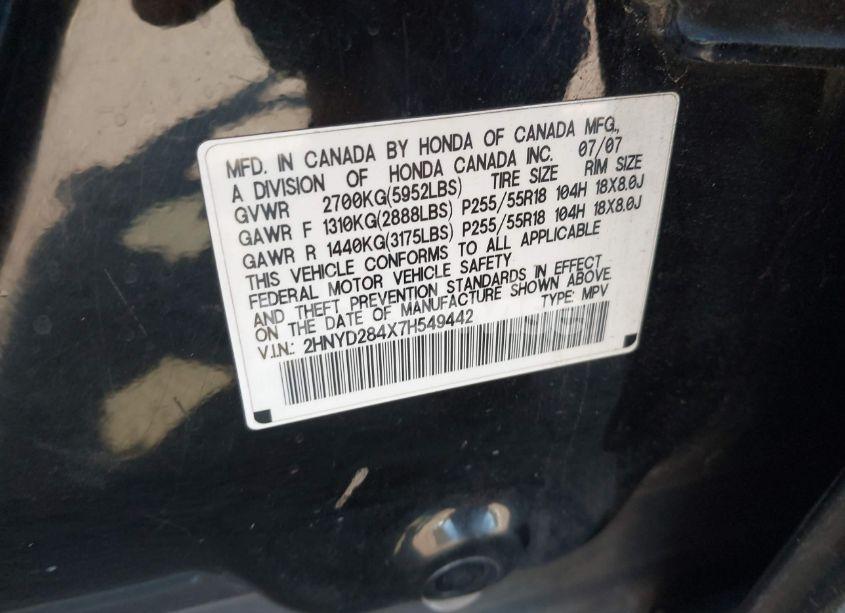 MFD. IN CANADA BY HONDA OF CANADA MFG.,
A DIVISION OF HONDA CANADA INC. 07/07
GVWR 2700KG(5952LBS) TIRE SIZE RIM SIZE
GAWR F 1310KG(2888LBS) P255/55R18 104H 18X8.0J
GAWR R 1440KG(3175LBS) P255/55R18 104H 18X8.0J
THIS VEHICLE CONFORMS TO ALL APPLICABLE
FEDERAL MOTOR VEHICLE SAFETY
AND THEFT PREVENTION STANDARDS IN EFFECT
ON THE DATE OF MANUFACTURE SHOWN ABOVE
V.I.N.: 2HNYD284X7H549442 TYPE: MPV